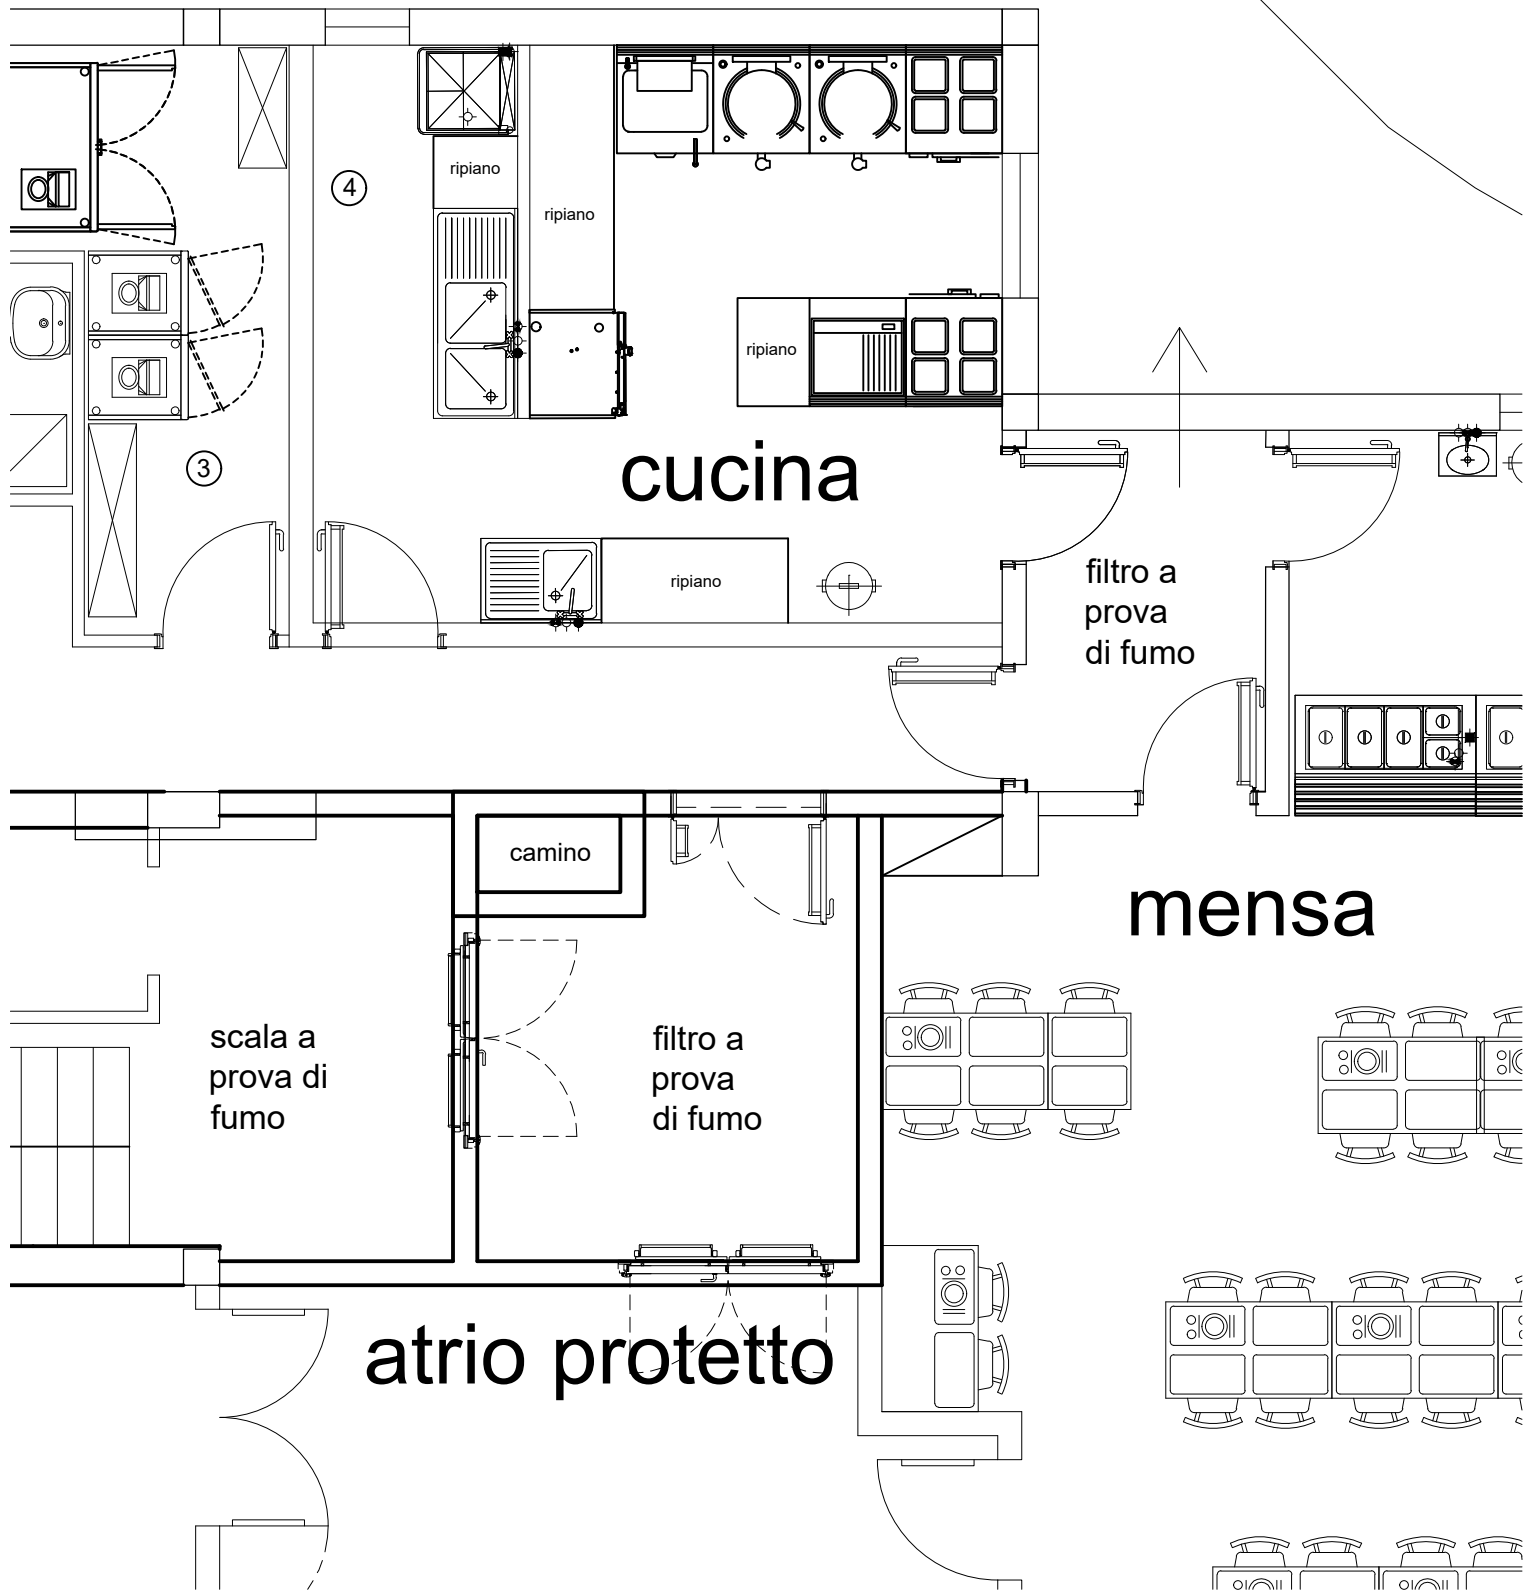 ripiano
4
ripiano
ripiano
cucina
3
ripiano
filtro a
prova
di fumo
camino
mensa
scala a
prova di
fumo
filtro a
prova
di fumo
atrio protetto